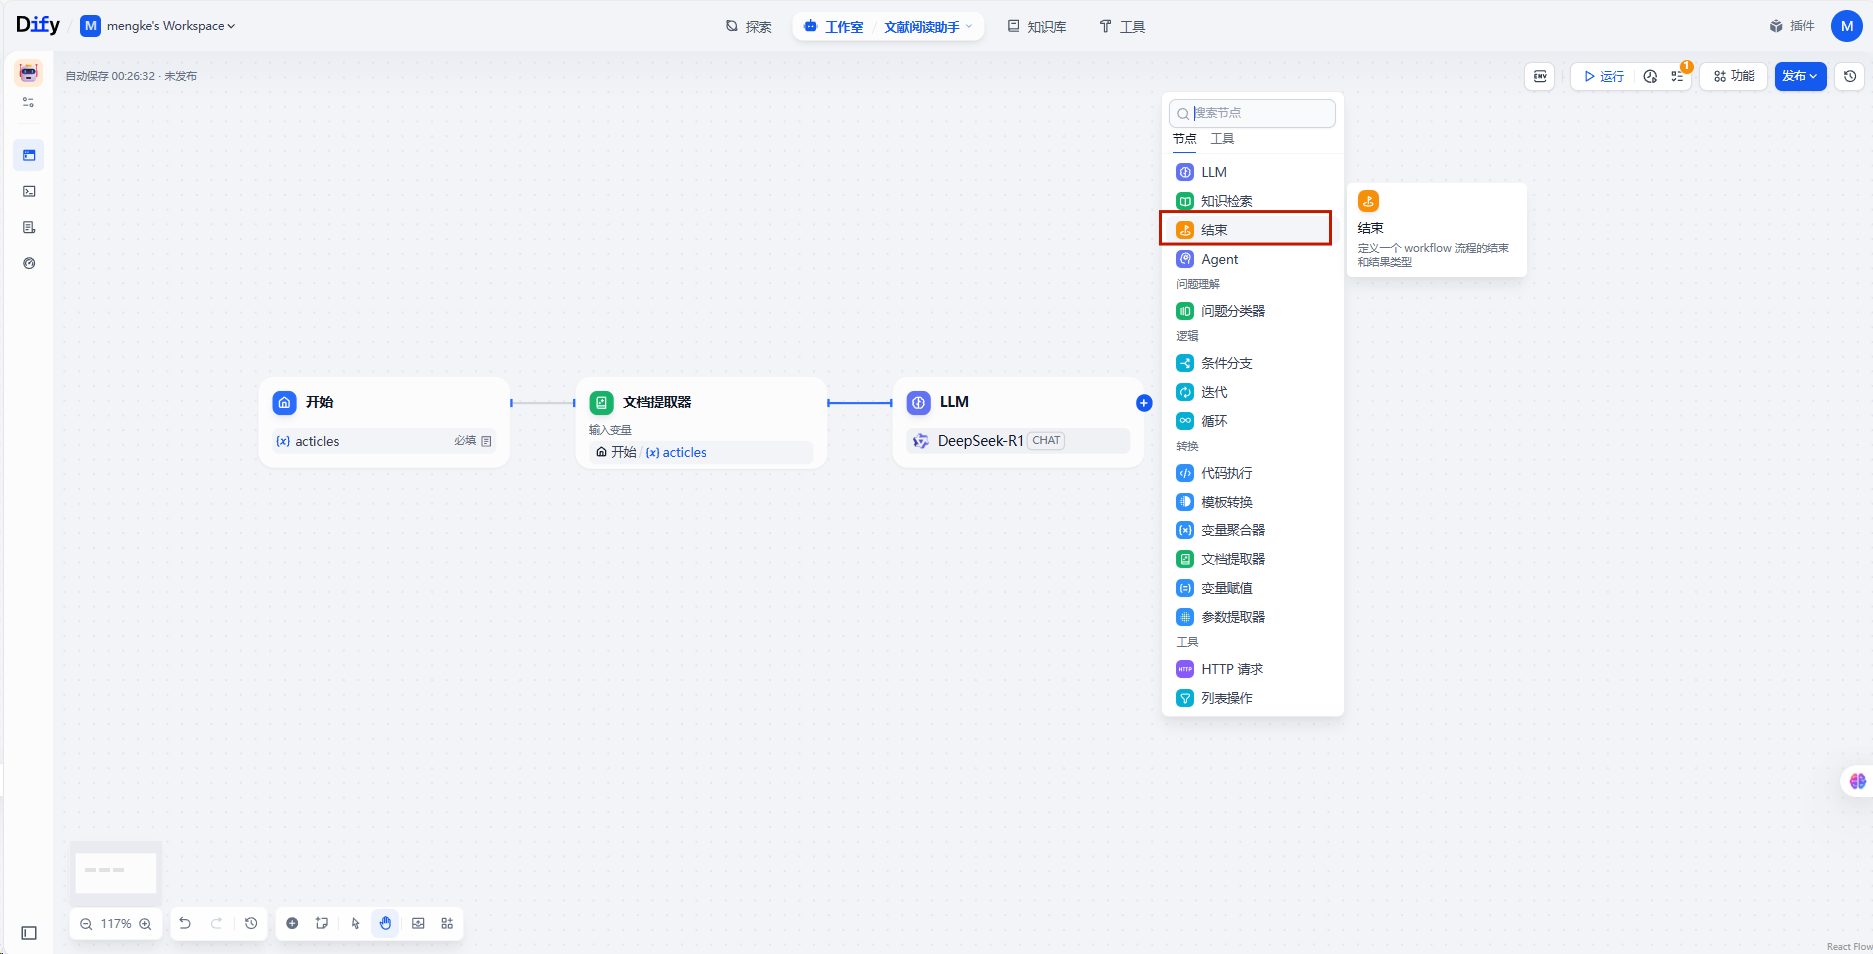 Dify
M
mengke's Workspace
探索
工作室
文献阅读助手
知识库
工具
插件
M
自动保存 00:26:32 · 未发布
ENV
运行
1
功能
发布
搜索节点
节点
工具
LLM
知识检索
结束
Agent
问题理解
问题分类器
逻辑
条件分支
迭代
循环
转换
代码执行
模板转换
变量聚合器
文档提取器
变量赋值
参数提取器
工具
HTTP
HTTP 请求
列表操作
结束
定义一个 workflow 流程的结束
和结果类型
开始
{x} acticles
必填
文档提取器
输入变量
开始 / {x} acticles
LLM
DeepSeek-R1 CHAT
117%
React Flow